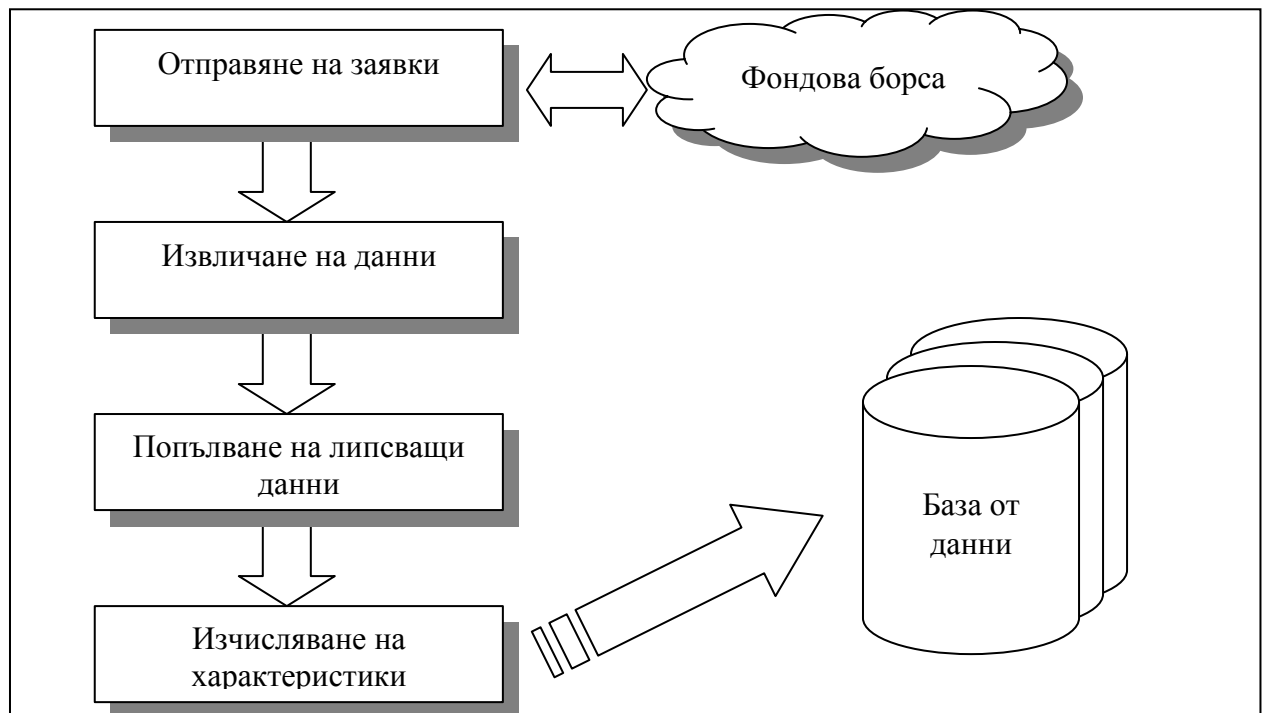 Отправяне на заявки
Фондова борса
Извличане на данни
Попълване на липсващи
данни
База от
данни
Изчисляване на
характеристики